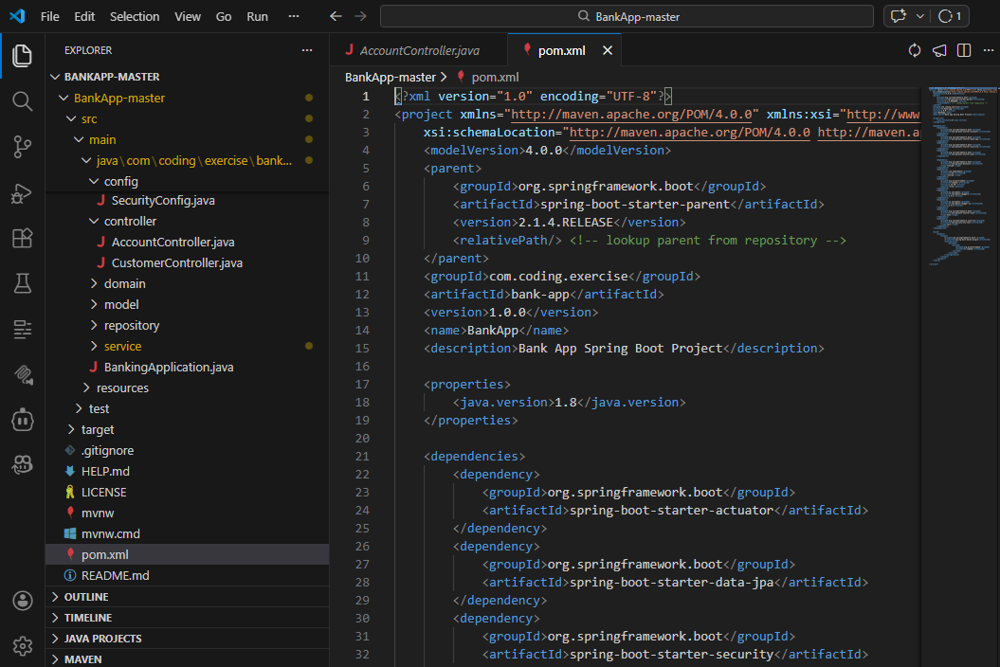 File Edit Selection View Go Run ··· BankApp-master 1
EXPLORER ···
BANKAPP-MASTER
BankApp-master
src
main
java\com\coding\exercise\bank...
config
SecurityConfig.java
controller
AccountController.java
CustomerController.java
domain
model
repository
service
BankingApplication.java
resources
test
target
.gitignore
HELP.md
LICENSE
mvnw
mvnw.cmd
pom.xml
README.md
OUTLINE
TIMELINE
JAVA PROJECTS
MAVEN
AccountController.java pom.xml
BankApp-master > pom.xml
1 <?xml version="1.0" encoding="UTF-8"?>
2 <project xmlns="http://maven.apache.org/POM/4.0.0" xmlns:xsi="http://www
3 xsi:schemaLocation="http://maven.apache.org/POM/4.0.0 http://maven.a
4 <modelVersion>4.0.0</modelVersion>
5 <parent>
6 <groupId>org.springframework.boot</groupId>
7 <artifactId>spring-boot-starter-parent</artifactId>
8 <version>2.1.4.RELEASE</version>
9 <relativePath/> <!-- lookup parent from repository -->
10 </parent>
11 <groupId>com.coding.exercise</groupId>
12 <artifactId>bank-app</artifactId>
13 <version>1.0.0</version>
14 <name>BankApp</name>
15 <description>Bank App Spring Boot Project</description>
16
17 <properties>
18 <java.version>1.8</java.version>
19 </properties>
20
21 <dependencies>
22 <dependency>
23 <groupId>org.springframework.boot</groupId>
24 <artifactId>spring-boot-starter-actuator</artifactId>
25 </dependency>
26 <dependency>
27 <groupId>org.springframework.boot</groupId>
28 <artifactId>spring-boot-starter-data-jpa</artifactId>
29 </dependency>
30 <dependency>
31 <groupId>org.springframework.boot</groupId>
32 <artifactId>spring-boot-starter-security</artifactId>